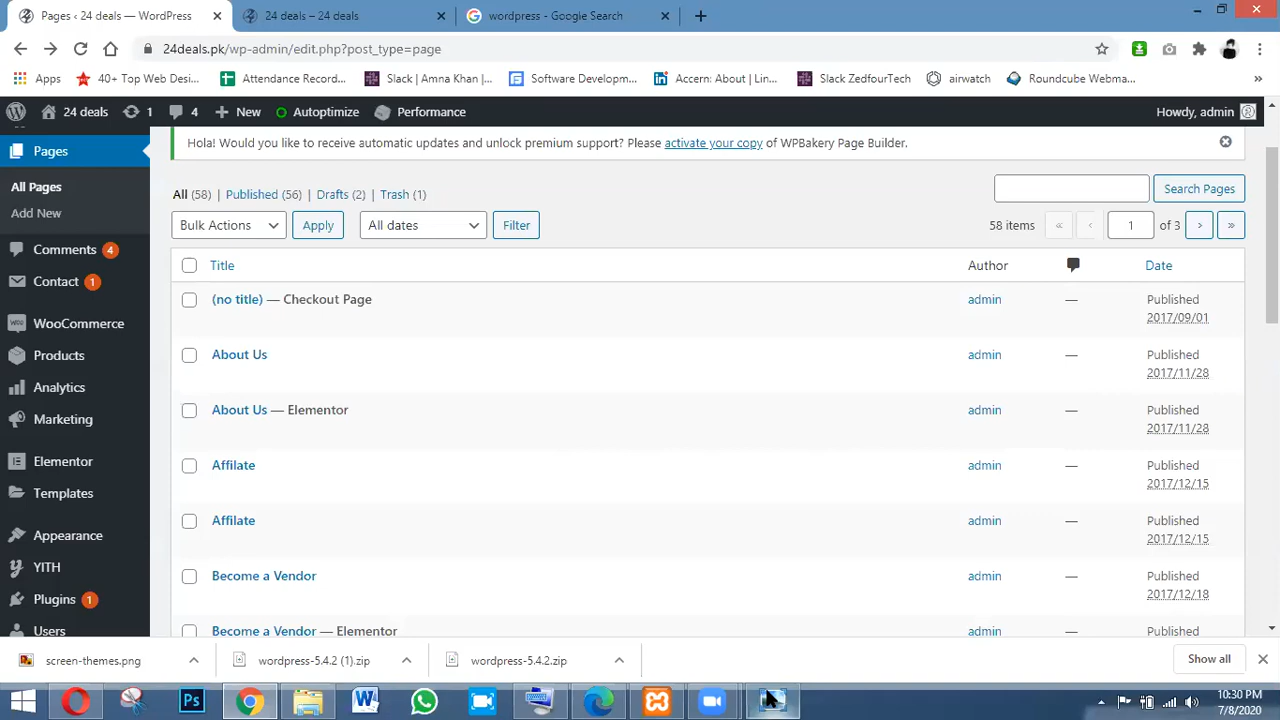 Pages ‹ 24 deals — WordPress
24 deals – 24 deals
wordpress - Google Search
24deals.pk/wp-admin/edit.php?post_type=page
Apps
40+ Top Web Desi...
Attendance Record...
Slack | Amna Khan |...
Software Developm...
Accern: About | Lin...
Slack ZedfourTech
airwatch
Roundcube Webma...
24 deals
1
4
New
Autoptimize
Performance
Howdy, admin
Pages
All Pages
Add New
Comments 4
Contact 1
WooCommerce
Products
Analytics
Marketing
Elementor
Templates
Appearance
YITH
Plugins 1
Users
Hola! Would you like to receive automatic updates and unlock premium support? Please activate your copy of WPBakery Page Builder.
All (58) | Published (56) | Drafts (2) | Trash (1)
Search Pages
Bulk Actions
Apply
All dates
Filter
58 items « ‹ 1 of 3 › »
Title Author Date
(no title) — Checkout Page admin — Published
2017/09/01
About Us admin — Published
2017/11/28
About Us — Elementor admin — Published
2017/11/28
Affilate admin — Published
2017/12/15
Affilate admin — Published
2017/12/15
Become a Vendor admin — Published
2017/12/18
Become a Vendor — Elementor admin — Published
screen-themes.png
wordpress-5.4.2 (1).zip
wordpress-5.4.2.zip
Show all
Ps
10:30 PM
7/8/2020